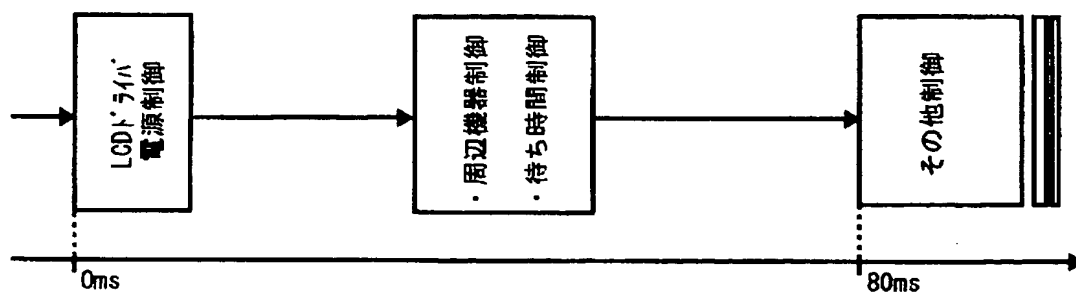 LCDドライバ
電源制御
・周辺機器制御
・待ち時間制御
その他制御
0ms
80ms